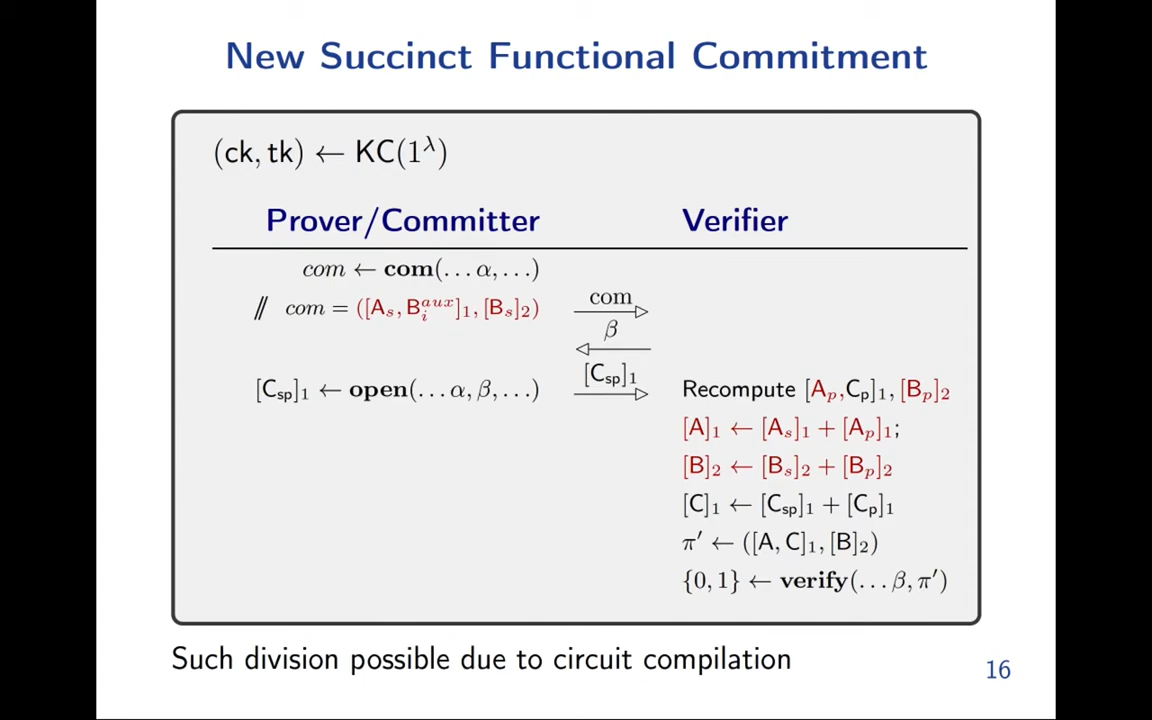 New Succinct Functional Commitment
(ck, tk) ← KC(1^λ)
Prover/Committer Verifier
com ← com(...α,...)
// com = ([A_s, B_i^{aux}]_1, [B_s]_2) com
β
[C_sp]_1
[C_sp]_1 ← open(...α, β,...) Recompute [A_p,C_p]_1, [B_p]_2
[A]_1 ← [A_s]_1 + [A_p]_1;
[B]_2 ← [B_s]_2 + [B_p]_2
[C]_1 ← [C_sp]_1 + [C_p]_1
π′ ← ([A, C]_1, [B]_2)
{0, 1} ← verify(...β, π′)
Such division possible due to circuit compilation
16